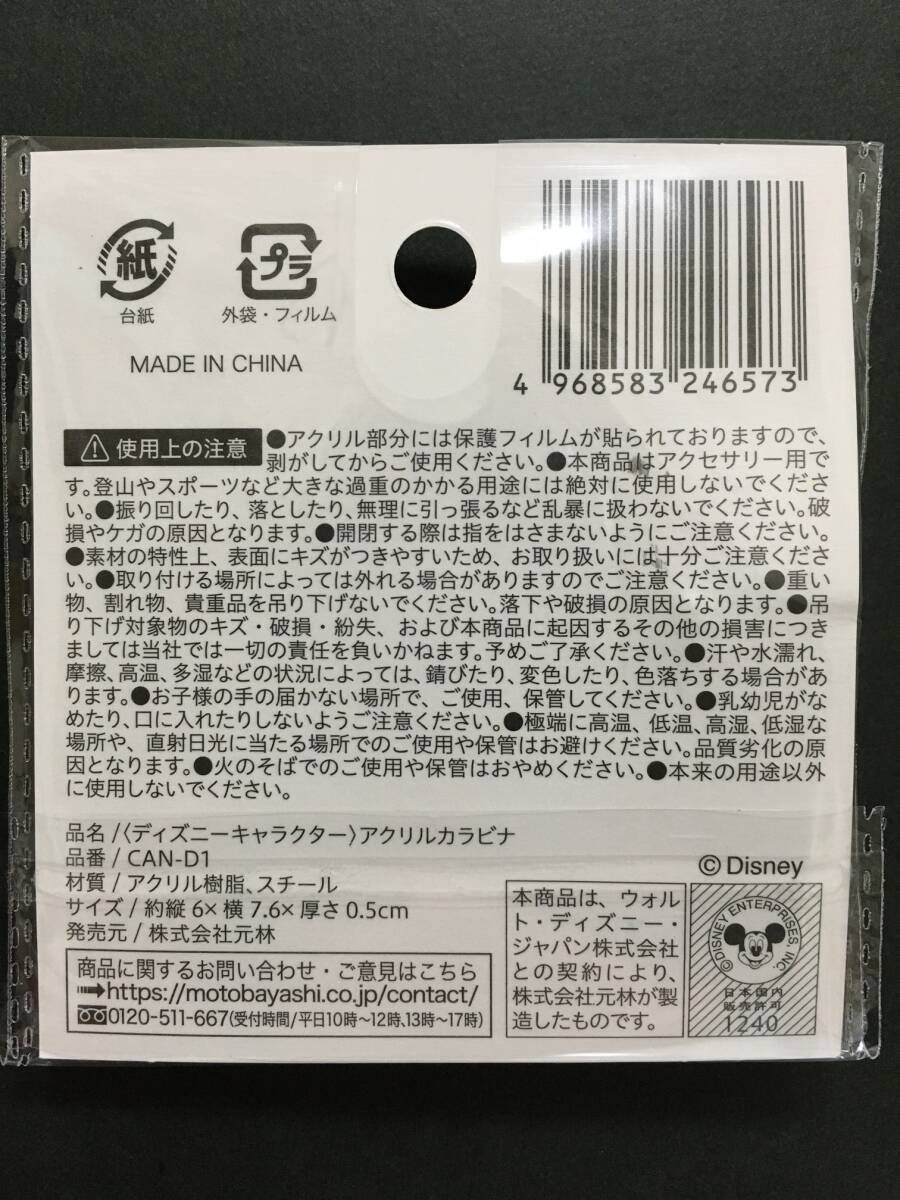 紙
台紙
プラ
外袋・フィルム
MADE IN CHINA
4 968583 246573
使用上の注意
●アクリル部分には保護フィルムが貼られておりますので、
剥がしてからご使用ください。●本商品はアクセサリー用で
す。登山やスポーツなど大きな過重のかかる用途には絶対に使用しないでくださ
い。●振り回したり、落としたり、無理に引っ張るなど乱暴に扱わないでください。破
損やケガの原因となります。●開閉する際は指をはさまないようにご注意ください。
●素材の特性上、表面にキズがつきやすいため、お取り扱いには十分ご注意くださ
い。●取り付ける場所によっては外れる場合がありますのでご注意ください。●重い
物、割れ物、貴重品を吊り下げないでください。落下や破損の原因となります。●吊
り下げ対象物のキズ・破損・紛失、および本商品に起因するその他の損害につき
ましては当社では一切の責任を負いかねます。予めご了承ください。●汗や水濡れ、
摩擦、高温、多湿などの状況によっては、錆びたり、変色したり、色落ちする場合があ
ります。●お子様の手の届かない場所で、ご使用、保管してください。●乳幼児がな
めたり、口に入れたりしないようご注意ください。●極端に高温、低温、高湿、低湿な
場所や、直射日光に当たる場所でのご使用や保管はお避けください。品質劣化の原
因となります。●火のそばでのご使用や保管はおやめください。●本来の用途以外
に使用しないでください。
品名/〈ディズニーキャラクター〉アクリルカラビナ
品番/CAN-D1
材質/アクリル樹脂、スチール
サイズ/約縦6×横7.6×厚さ0.5cm
発売元/株式会社元林
商品に関するお問い合わせ・ご意見はこちら
https://motobayashi.co.jp/contact/
0120-511-667(受付時間/平日10時〜12時、13時〜17時)
本商品は、ウォル
ト・ディズニー・
ジャパン株式会社
との契約により、
株式会社元林が製
造したものです。
©Disney
©DISNEY ENTERPRISES, INC.
日本国内
販売許可
1240